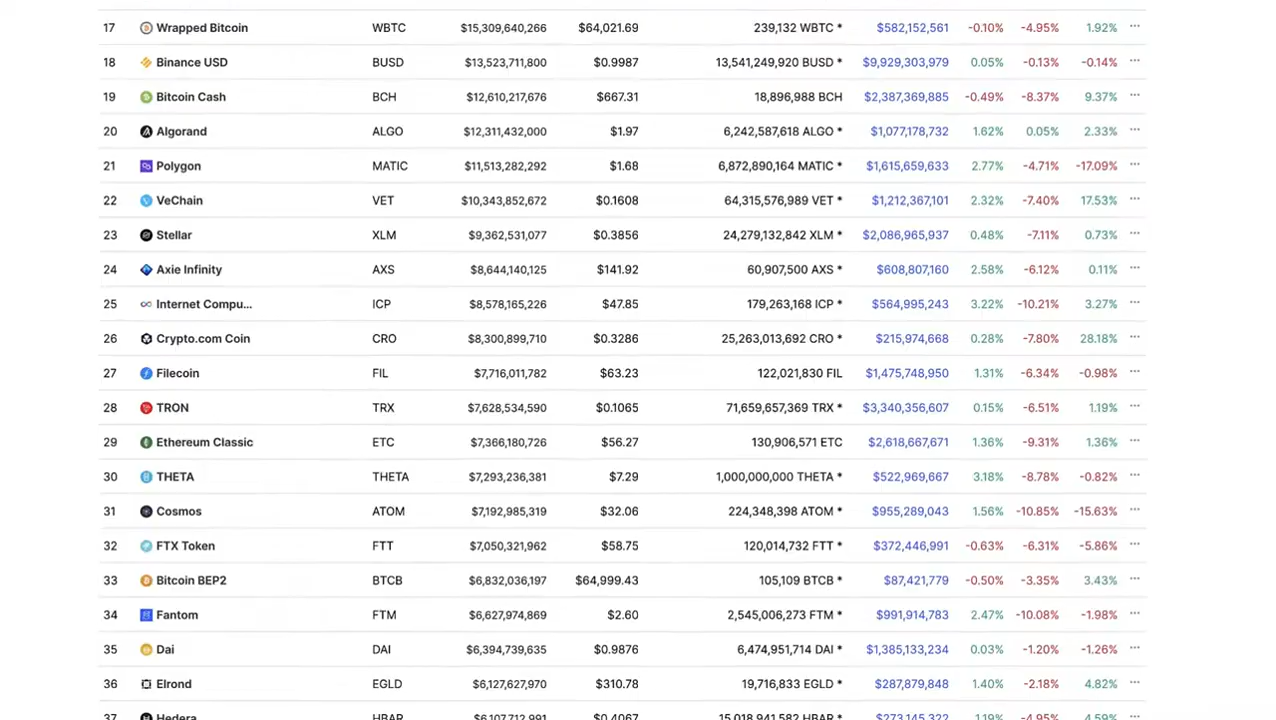 17 Wrapped Bitcoin WBTC $15,309,640,266 $64,021.69 239,132 WBTC * $582,152,561 -0.10% -4.95% 1.92% ...
18 Binance USD BUSD $13,523,711,800 $0.9987 13,541,249,920 BUSD * $9,929,303,979 0.05% -0.13% -0.14% ...
19 Bitcoin Cash BCH $12,610,217,676 $667.31 18,896,988 BCH $2,387,369,885 -0.49% -8.37% 9.37% ...
20 Algorand ALGO $12,311,432,000 $1.97 6,242,587,618 ALGO * $1,077,178,732 1.62% 0.05% 2.33% ...
21 Polygon MATIC $11,513,282,292 $1.68 6,872,890,164 MATIC * $1,615,659,633 2.77% -4.71% -17.09% ...
22 VeChain VET $10,343,852,672 $0.1608 64,315,576,989 VET * $1,212,367,101 2.32% -7.40% 17.53% ...
23 Stellar XLM $9,362,531,077 $0.3856 24,279,132,842 XLM * $2,086,965,937 0.48% -7.11% 0.73% ...
24 Axie Infinity AXS $8,644,140,125 $141.92 60,907,500 AXS * $608,807,160 2.58% -6.12% 0.11% ...
25 Internet Compu... ICP $8,578,165,226 $47.85 179,263,168 ICP * $564,995,243 3.22% -10.21% 3.27% ...
26 Crypto.com Coin CRO $8,300,899,710 $0.3286 25,263,013,692 CRO * $215,974,668 0.28% -7.80% 28.18% ...
27 Filecoin FIL $7,716,011,782 $63.23 122,021,830 FIL $1,475,748,950 1.31% -6.34% -0.98% ...
28 TRON TRX $7,628,534,590 $0.1065 71,659,657,369 TRX * $3,340,356,607 0.15% -6.51% 1.19% ...
29 Ethereum Classic ETC $7,366,180,726 $56.27 130,906,571 ETC $2,618,667,671 1.36% -9.31% 1.36% ...
30 THETA THETA $7,293,236,381 $7.29 1,000,000,000 THETA * $522,969,667 3.18% -8.78% -0.82% ...
31 Cosmos ATOM $7,192,985,319 $32.06 224,348,398 ATOM * $955,289,043 1.56% -10.85% -15.63% ...
32 FTX Token FTT $7,050,321,962 $58.75 120,014,732 FTT * $372,446,991 -0.63% -6.31% -5.86% ...
33 Bitcoin BEP2 BTCB $6,832,036,197 $64,999.43 105,109 BTCB * $87,421,779 -0.50% -3.35% 3.43% ...
34 Fantom FTM $6,627,974,869 $2.60 2,545,006,273 FTM * $991,914,783 2.47% -10.08% -1.98% ...
35 Dai DAI $6,394,739,635 $0.9876 6,474,951,714 DAI * $1,385,133,234 0.03% -1.20% -1.26% ...
36 Elrond EGLD $6,127,627,970 $310.78 19,716,833 EGLD * $287,879,848 1.40% -2.18% 4.82% ...
37 Hedera HBAR $6,107,712,991 $0.4067 15,018,941,582 HBAR * $273,145,322 1.19% -4.95% 4.59% ...